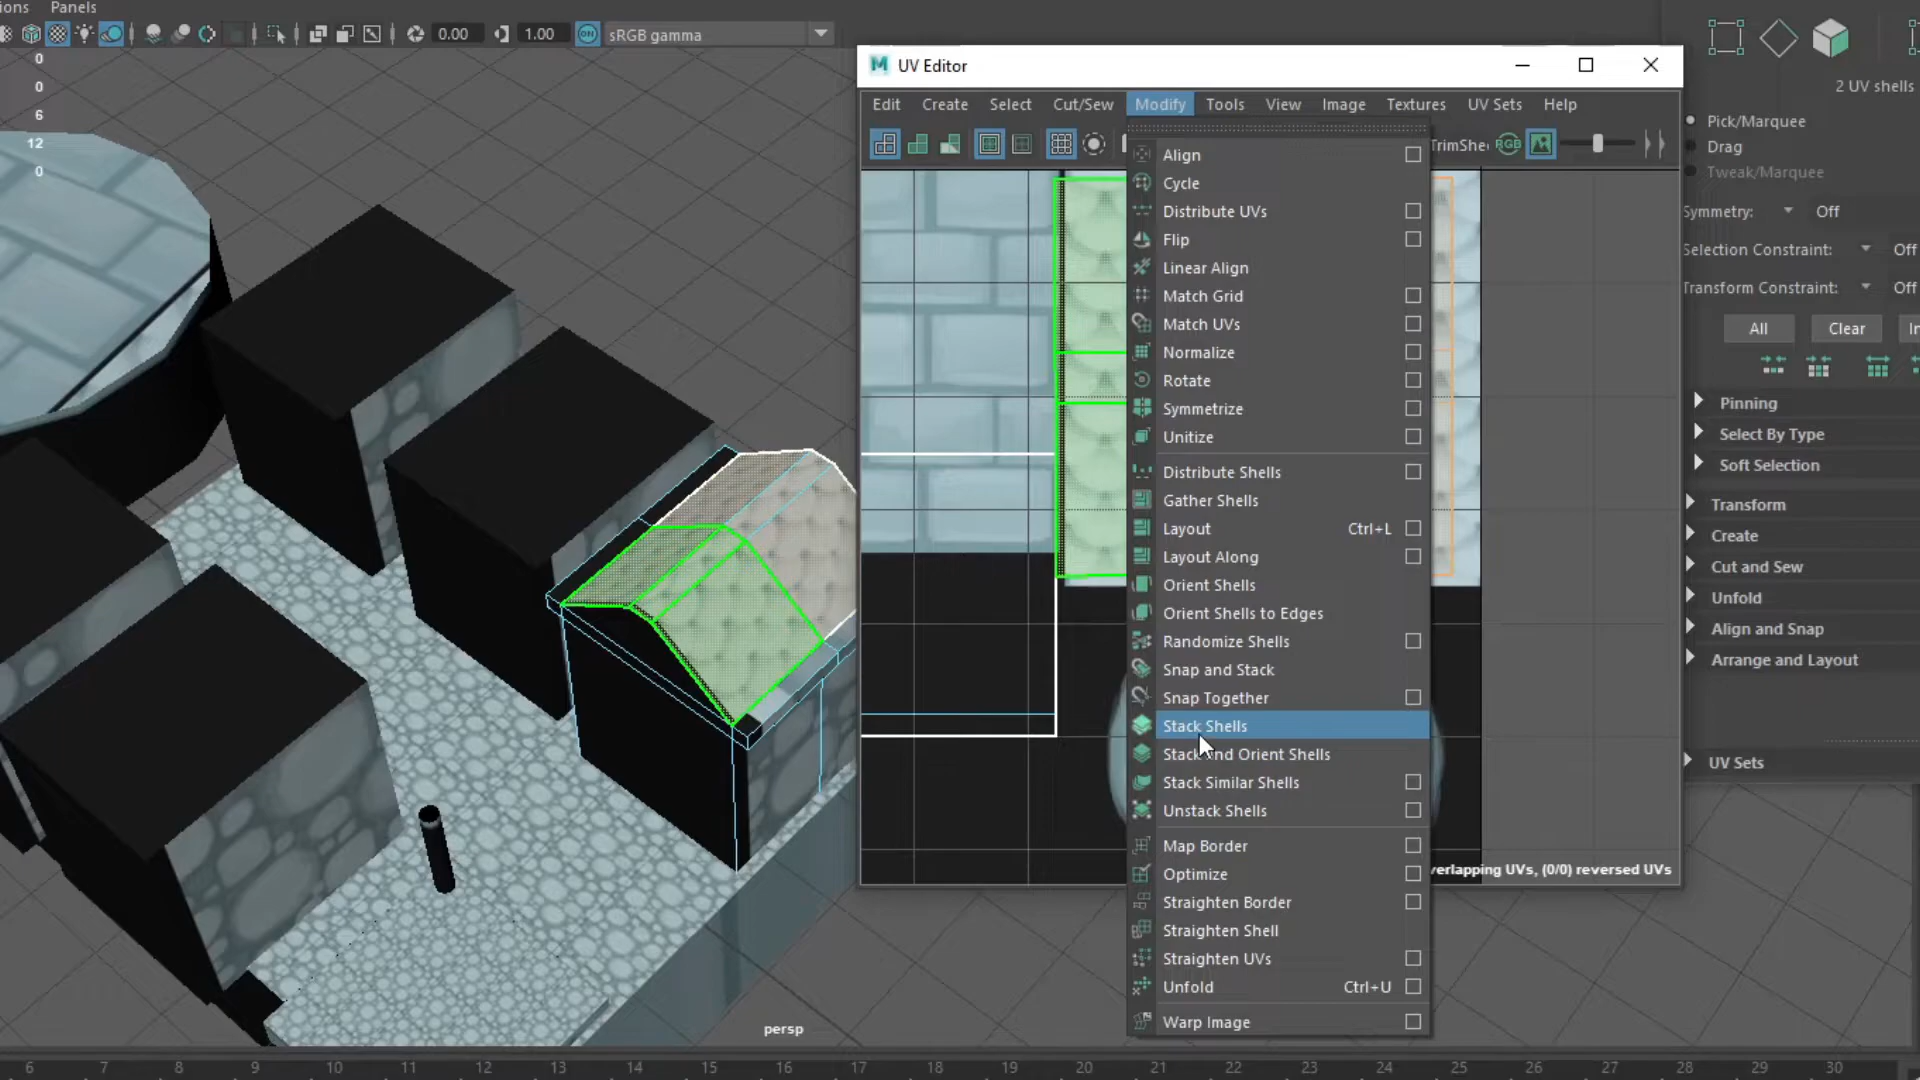 ions Panels
0.00
1.00
ON
sRGB gamma
0
0
6
12
0
persp
UV Editor
Edit Create Select Cut/Sew Modify Tools View Image Textures UV Sets Help
TrimShe
RGB
Align
Cycle
Distribute UVs
Flip
Linear Align
Match Grid
Match UVs
Normalize
Rotate
Symmetrize
Unitize
Distribute Shells
Gather Shells
Layout Ctrl+L
Layout Along
Orient Shells
Orient Shells to Edges
Randomize Shells
Snap and Stack
Snap Together
Stack Shells
Stack and Orient Shells
Stack Similar Shells
Unstack Shells
Map Border
Optimize
Straighten Border
Straighten Shell
Straighten UVs
Unfold Ctrl+U
Warp Image
verlapping UVs, (0/0) reversed UVs
2 UV shells
Pick/Marquee
Drag
Tweak/Marquee
Symmetry: Off
Selection Constraint: Off
Transform Constraint: Off
All Clear In
Pinning
Select By Type
Soft Selection
Transform
Create
Cut and Sew
Unfold
Align and Snap
Arrange and Layout
UV Sets
6 7 8 9 10 11 12 13 14 15 16 17 18 19 20 21 22 23 24 25 26 27 28 29 30